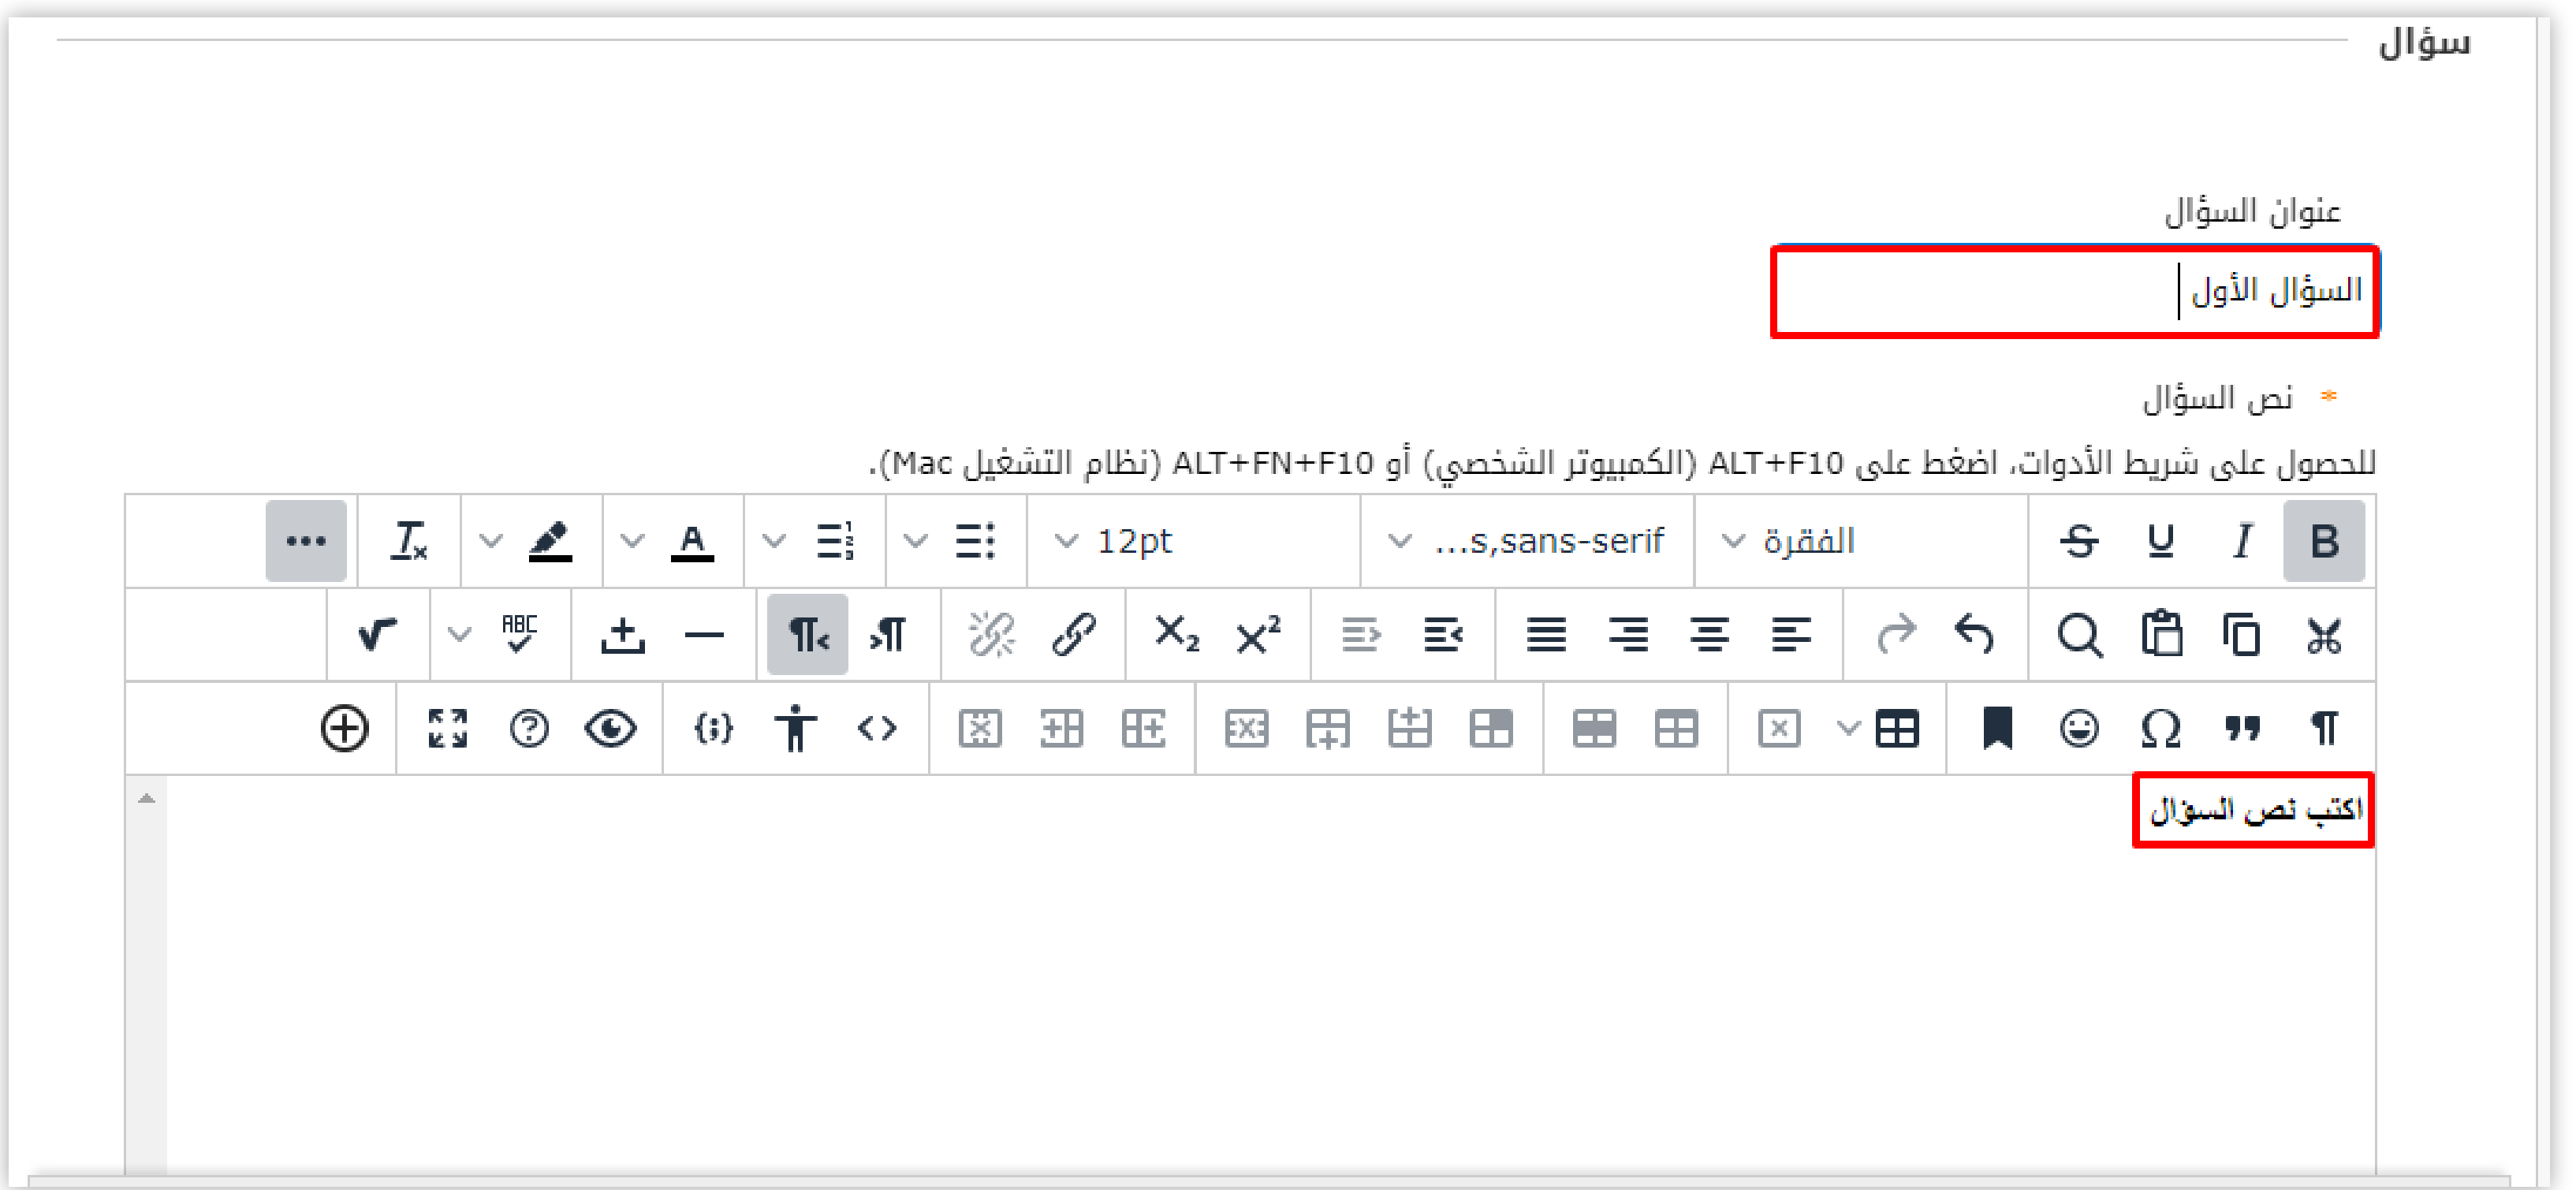 سؤال
عنوان السؤال
السؤال الأول
* نص السؤال
للحصول على شريط الأدوات، اضغط على ALT+F10 (الكمبيوتر الشخصي) أو ALT+FN+F10 (نظام التشغيل Mac).
B I U S الفقرة s,sans-serif... 12pt
ABC
اكتب نص السؤال